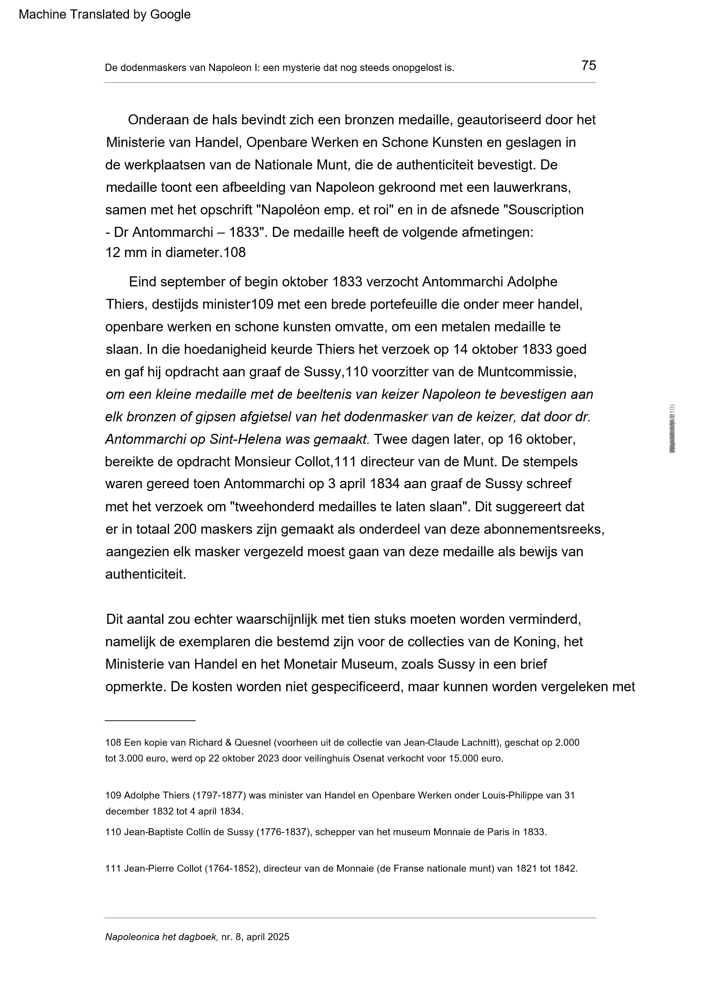 Machine Translated by Google
De dodenmaskers van Napoleon I: een mysterie dat nog steeds onopgelost is.
75
Onderaan de hals bevindt zich een bronzen medaille, geautoriseerd door het
Ministerie van Handel, Openbare Werken en Schone Kunsten en geslagen in
de werkplaatsen van de Nationale Munt, die de authenticiteit bevestigt. De
medaille toont een afbeelding van Napoleon gekroond met een lauwerkrans,
samen met het opschrift "Napoléon emp. et roi" en in de afsnede "Souscription
- Dr Antommarchi – 1833". De medaille heeft de volgende afmetingen:
12 mm in diameter.108
Eind september of begin oktober 1833 verzocht Antommarchi Adolphe
Thiers, destijds minister109 met een brede portefeuille die onder meer handel,
openbare werken en schone kunsten omvatte, om een metalen medaille te
slaan. In die hoedanigheid keurde Thiers het verzoek op 14 oktober 1833 goed
en gaf hij opdracht aan graaf de Sussy,110 voorzitter van de Muntcommissie,
om een kleine medaille met de beeltenis van keizer Napoleon te bevestigen aan
elk bronzen of gipsen afgietsel van het dodenmasker van de keizer, dat door dr.
Antommarchi op Sint-Helena was gemaakt. Twee dagen later, op 16 oktober,
bereikte de opdracht Monsieur Collot,111 directeur van de Munt. De stempels
waren gereed toen Antommarchi op 3 april 1834 aan graaf de Sussy schreef
met het verzoek om "tweehonderd medailles te laten slaan". Dit suggereert dat
er in totaal 200 maskers zijn gemaakt als onderdeel van deze abonnementsreeks,
aangezien elk masker vergezeld moest gaan van deze medaille als bewijs van
authenticiteit.
Dit aantal zou echter waarschijnlijk met tien stuks moeten worden verminderd,
namelijk de exemplaren die bestemd zijn voor de collecties van de Koning, het
Ministerie van Handel en het Monetair Museum, zoals Sussy in een brief
opmerkte. De kosten worden niet gespecificeerd, maar kunnen worden vergeleken met
108 Een kopie van Richard & Quesnel (voorheen uit de collectie van Jean-Claude Lachnitt), geschat op 2.000
tot 3.000 euro, werd op 22 oktober 2023 door veilinghuis Osenat verkocht voor 15.000 euro.
109 Adolphe Thiers (1797-1877) was minister van Handel en Openbare Werken onder Louis-Philippe van 31
december 1832 tot 4 april 1834.
110 Jean-Baptiste Collin de Sussy (1776-1837), schepper van het museum Monnaie de Paris in 1833.
111 Jean-Pierre Collot (1764-1852), directeur van de Monnaie (de Franse nationale munt) van 1821 tot 1842.
Napoleonica het dagboek, nr. 8, april 2025